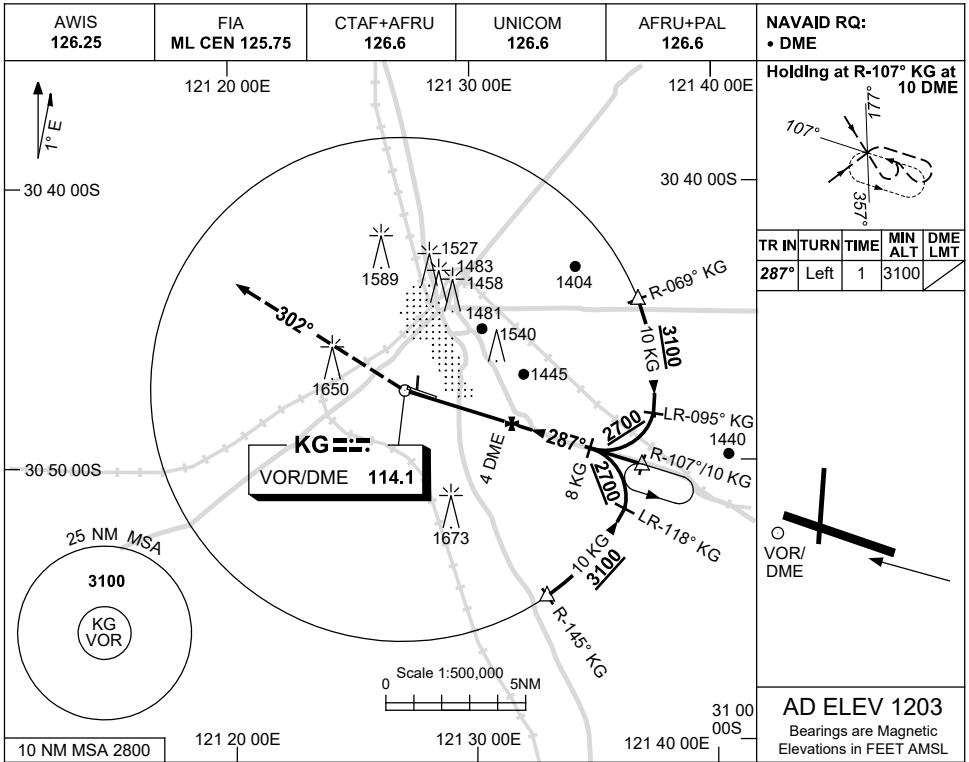 AWIS
126.25
FIA
ML CEN 125.75
CTAF+AFRU
126.6
UNICOM
126.6
AFRU+PAL
126.6
NAVAID RQ:
• DME
Holding at R-107° KG at
10 DME
177°
107°
357°
TR IN TURN TIME MIN ALT DME LMT
287° Left 1 3100
121 20 00E
121 30 00E
121 40 00E
1° E
30 40 00S
30 40 00S
1527
1483
1458
1589
1404
R-069° KG
1481
1540
302°
3100
10 KG
1445
1650
LR-095° KG
2700
1440
287°
4 DME
R-107°/10 KG
KG
VOR/DME 114.1
8 KG
2700
30 50 00S
LR-118° KG
1673
10 KG
3100
R-145° KG
25 NM MSA
3100
KG
VOR
VOR/
DME
Scale 1:500,000
0 5NM
31 00
00S
10 NM MSA 2800
121 20 00E
121 30 00E
121 40 00E
AD ELEV 1203
Bearings are Magnetic
Elevations in FEET AMSL